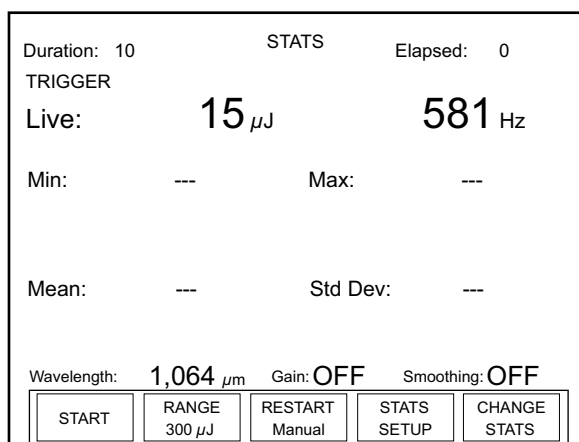 STATS
Duration: 10 Elapsed: 0
TRIGGER
Live: 15 µJ 581 Hz
Min: --- Max: ---
Mean: --- Std Dev: ---
Wavelength: 1,064 µm Gain: OFF Smoothing: OFF
START RANGE RESTART STATS CHANGE
300 µJ Manual SETUP STATS